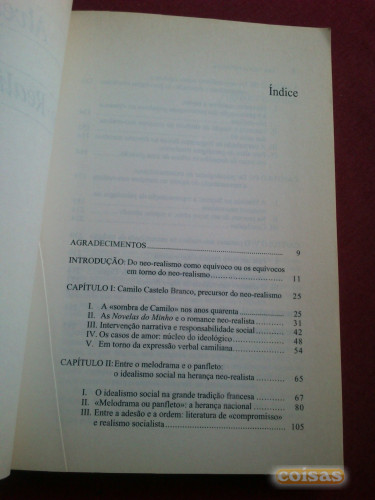 Índice
AGRADECIMENTOS 9
INTRODUÇÃO: Do neo-realismo como equívoco ou os equívocos
em torno do neo-realismo 11
CAPÍTULO I: Camilo Castelo Branco, precursor do neo-realismo 25
I. A «sombra de Camilo» nos anos quarenta 25
II. As Novelas do Minho e o romance neo-realista 31
III. Intervenção narrativa e responsabilidade social 42
IV. Os casos de amor: núcleo do ideológico 48
V. Em torno da expressão verbal camiliana 54
CAPÍTULO II: Entre o melodrama e o panfleto:
o idealismo social na herança neo-realista 65
I. O idealismo social na grande tradição francesa 67
II. «Melodrama ou panfleto»: a herança nacional 80
III. Entre a adesão e a ordem: literatura de «compromisso»
e realismo socialista 105
coisas